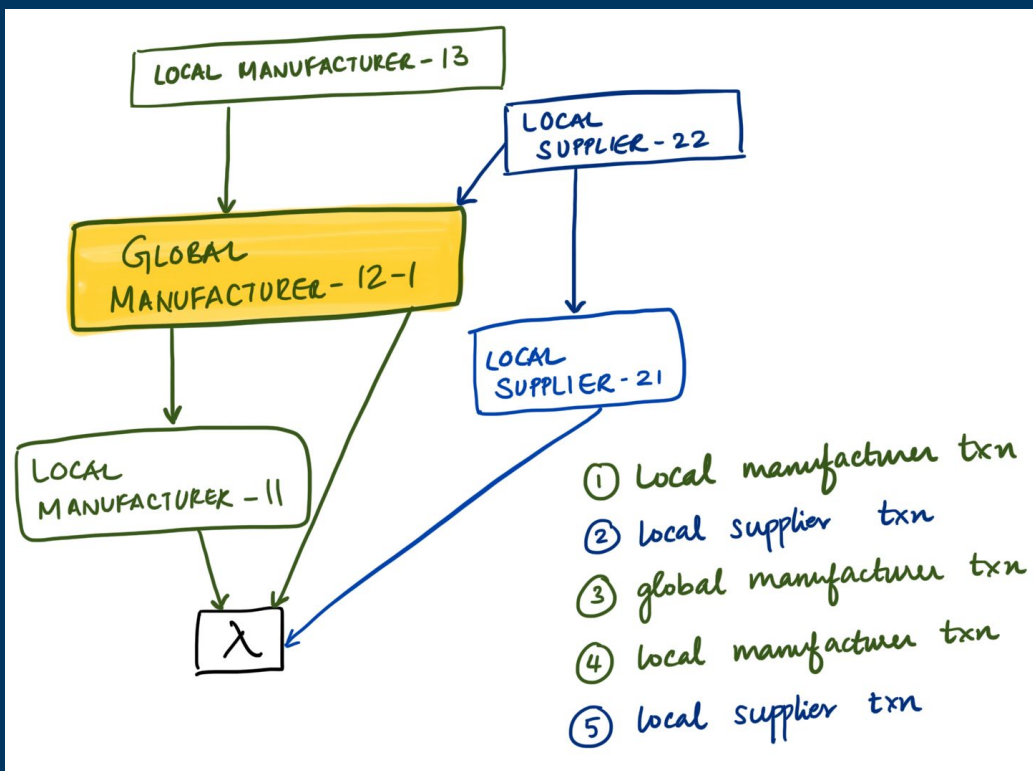 LOCAL MANUFACTURER - 13
LOCAL
SUPPLIER - 22
GLOBAL
MANUFACTURER - 12-1
LOCAL
SUPPLIER - 21
LOCAL
MANUFACTURER - 11
λ
① Local manufacturer txn
② local supplier txn
③ global manufacturer txn
④ local manufacturer txn
⑤ local supplier txn